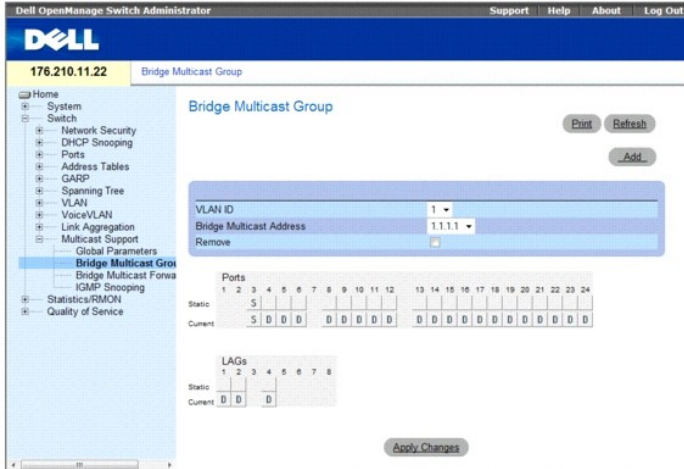 Dell OpenManage Switch Administrator
Support Help About Log Out
DELL
176.210.11.22
Bridge Multicast Group
Home
System
Switch
Network Security
DHCP Snooping
Ports
Address Tables
GARP
Spanning Tree
VLAN
VoiceVLAN
Link Aggregation
Multicast Support
Global Parameters
Bridge Multicast Grou
Bridge Multicast Forwa
IGMP Snooping
Statistics/RMON
Quality of Service
Bridge Multicast Group
Print Refresh
Add
VLAN ID 1
Bridge Multicast Address 1.1.1.1
Remove
Ports
1 2 3 4 5 6 7 8 9 10 11 12 13 14 15 16 17 18 19 20 21 22 23 24
Static S
Current S D D D D D D D D D D D D D D D D D D D D
LAGs
1 2 3 4 5 6 7 8
Static
Current D D D
Apply Changes